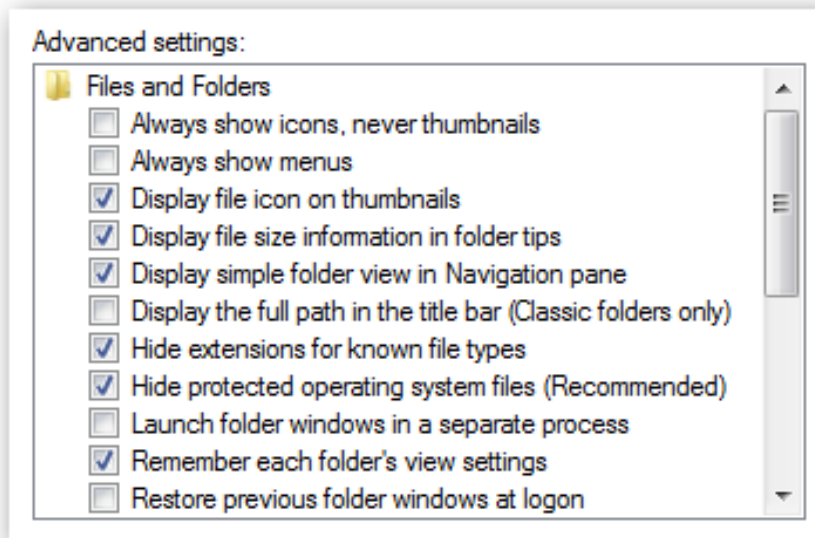 Advanced settings:
Files and Folders
Always show icons, never thumbnails
Always show menus
Display file icon on thumbnails
Display file size information in folder tips
Display simple folder view in Navigation pane
Display the full path in the title bar (Classic folders only)
Hide extensions for known file types
Hide protected operating system files (Recommended)
Launch folder windows in a separate process
Remember each folder's view settings
Restore previous folder windows at logon